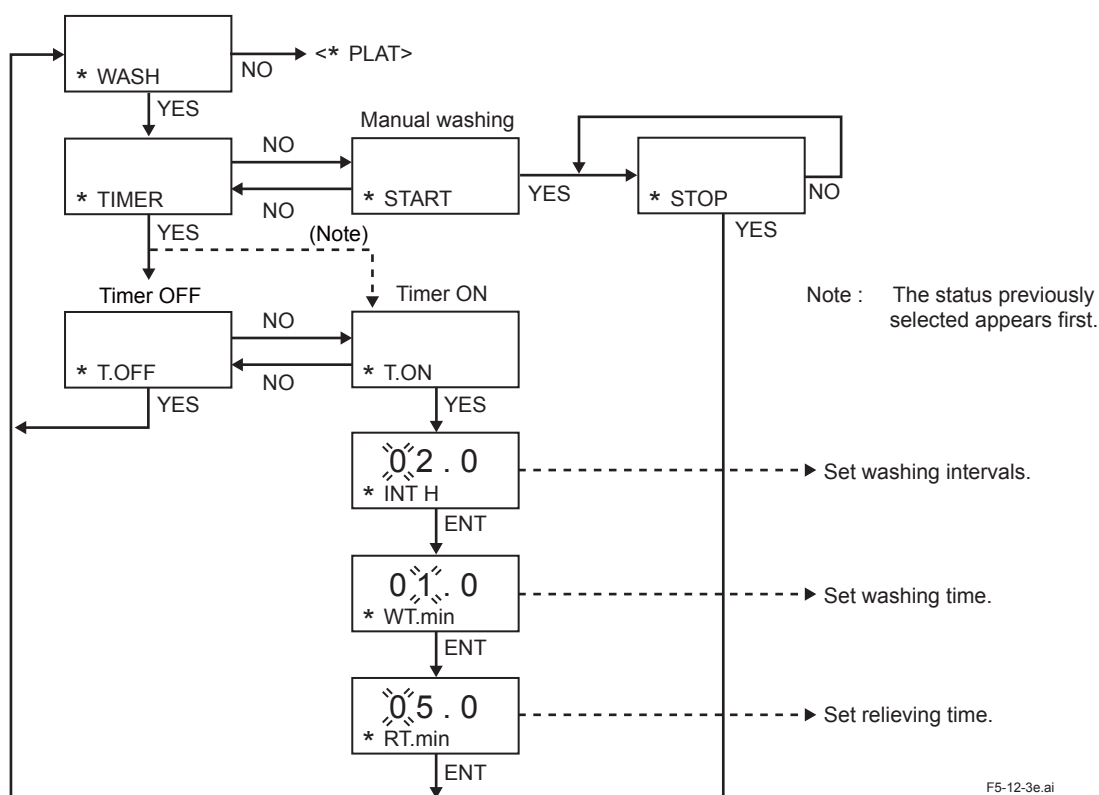 * WASH
NO
<* PLAT>
YES
Manual washing
* TIMER
NO
NO
* START
YES
* STOP
NO
YES
YES
(Note)
Timer OFF
Timer ON
Note : The status previously
selected appears first.
* T.OFF
NO
NO
* T.ON
YES
YES
02.0
* INT H
Set washing intervals.
ENT
01.0
* WT.min
Set washing time.
ENT
05.0
* RT.min
Set relieving time.
ENT
F5-12-3e.ai